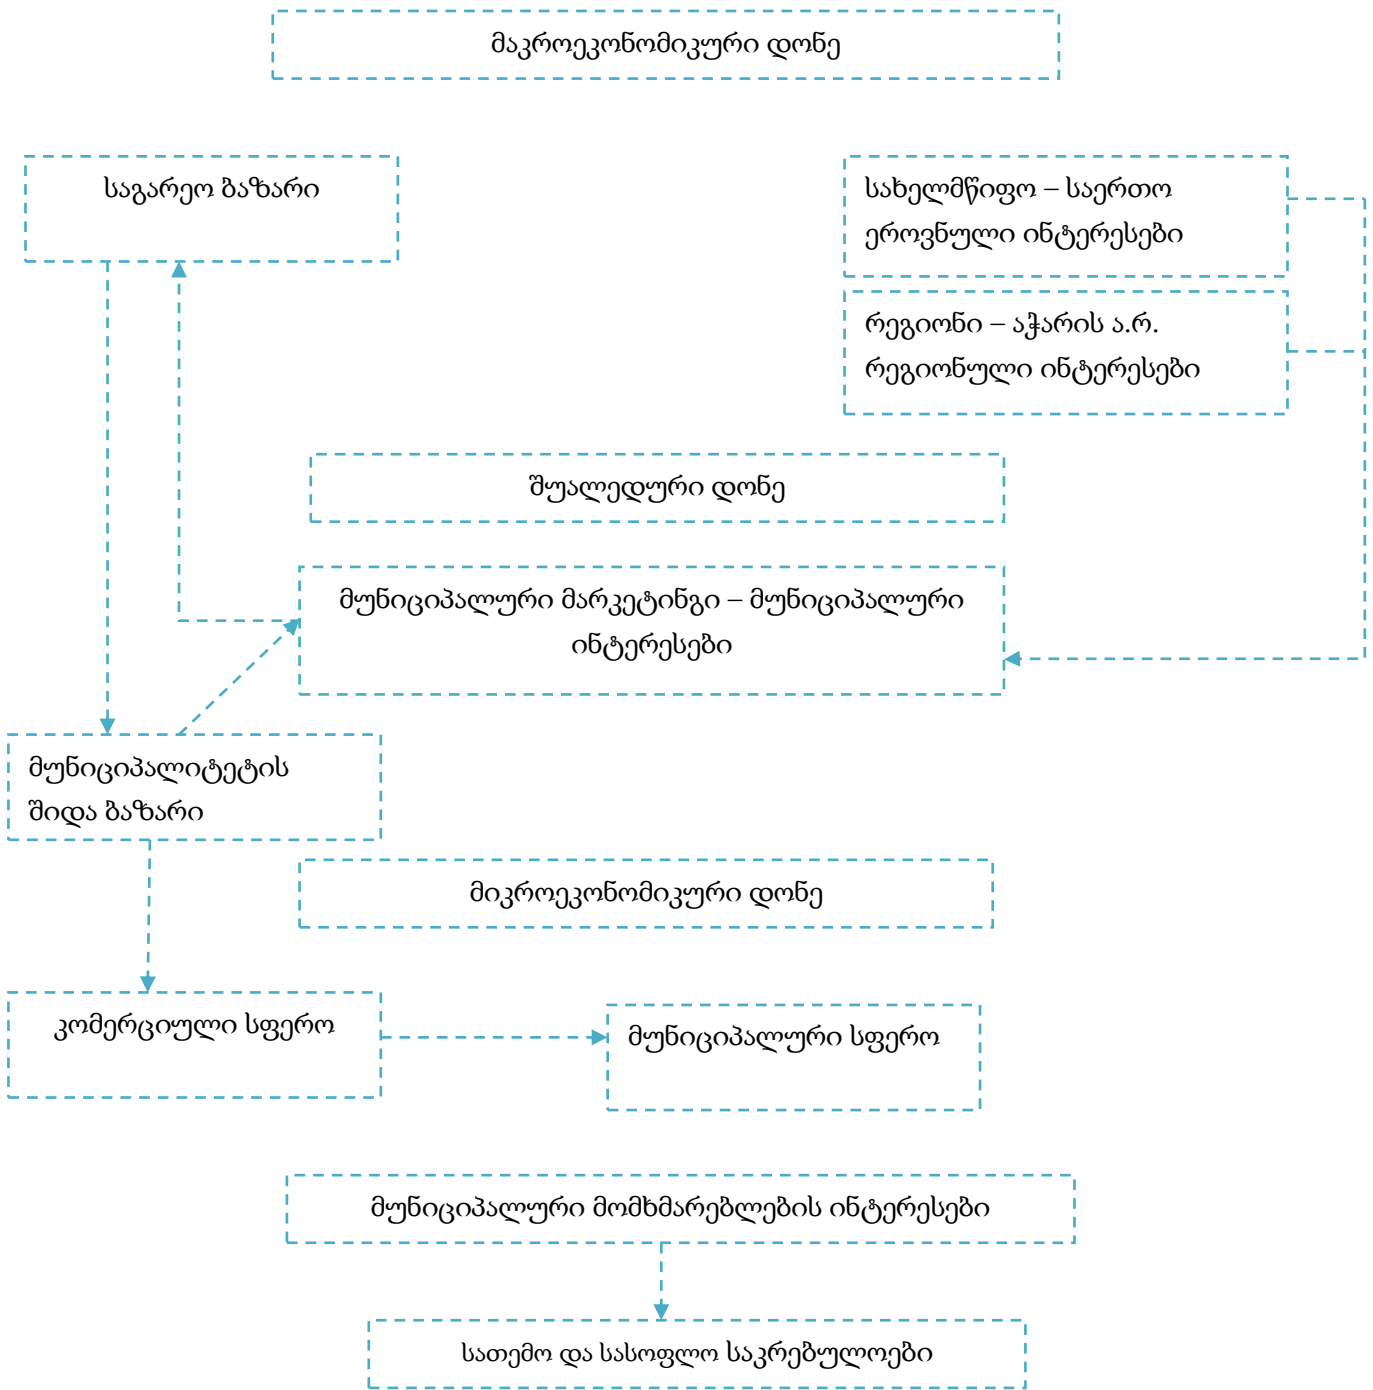 მაკროეკონომიკური დონე
საგარეო ბაზარი
სახელმწიფო – საერთო
ეროვნული ინტერესები
რეგიონი – აჭარის ა.რ.
რეგიონული ინტერესები
შუალედური დონე
მუნიციპალური მარკეტინგი – მუნიციპალური
ინტერესები
მუნიციპალიტეტის
შიდა ბაზარი
მიკროეკონომიკური დონე
კომერციული სფერო
მუნიციპალური სფერო
მუნიციპალური მომხმარებლების ინტერესები
სათემო და სასოფლო საკრებულოები